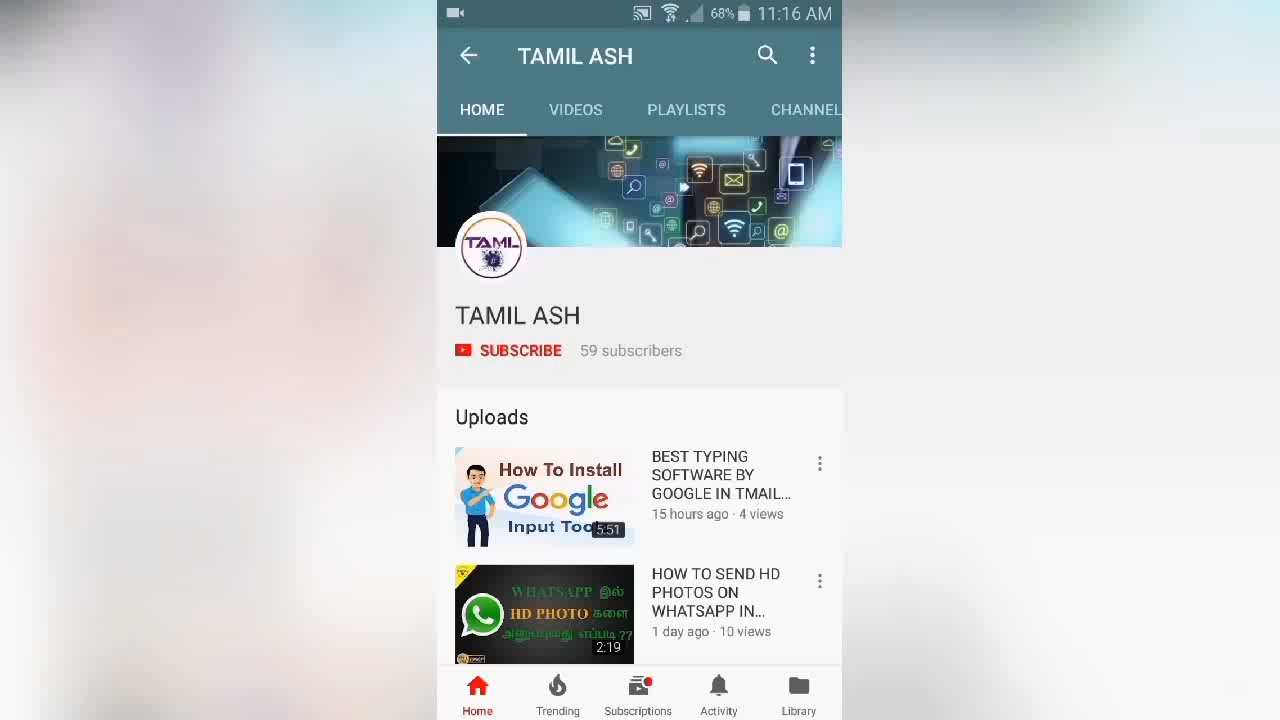 68% 11:16 AM
TAMIL ASH
HOME VIDEOS PLAYLISTS CHANNEL
TAMIL
TAMIL ASH
SUBSCRIBE 59 subscribers
Uploads
How To Install
Google
Input Too
5:51
BEST TYPING
SOFTWARE BY
GOOGLE IN TMAIL...
15 hours ago · 4 views
WHATSAPP இல்
HD PHOTO களை
அனுப்புவது எப்படி ??
2:19
HOW TO SEND HD
PHOTOS ON
WHATSAPP IN...
1 day ago · 10 views
Home Trending Subscriptions Activity Library